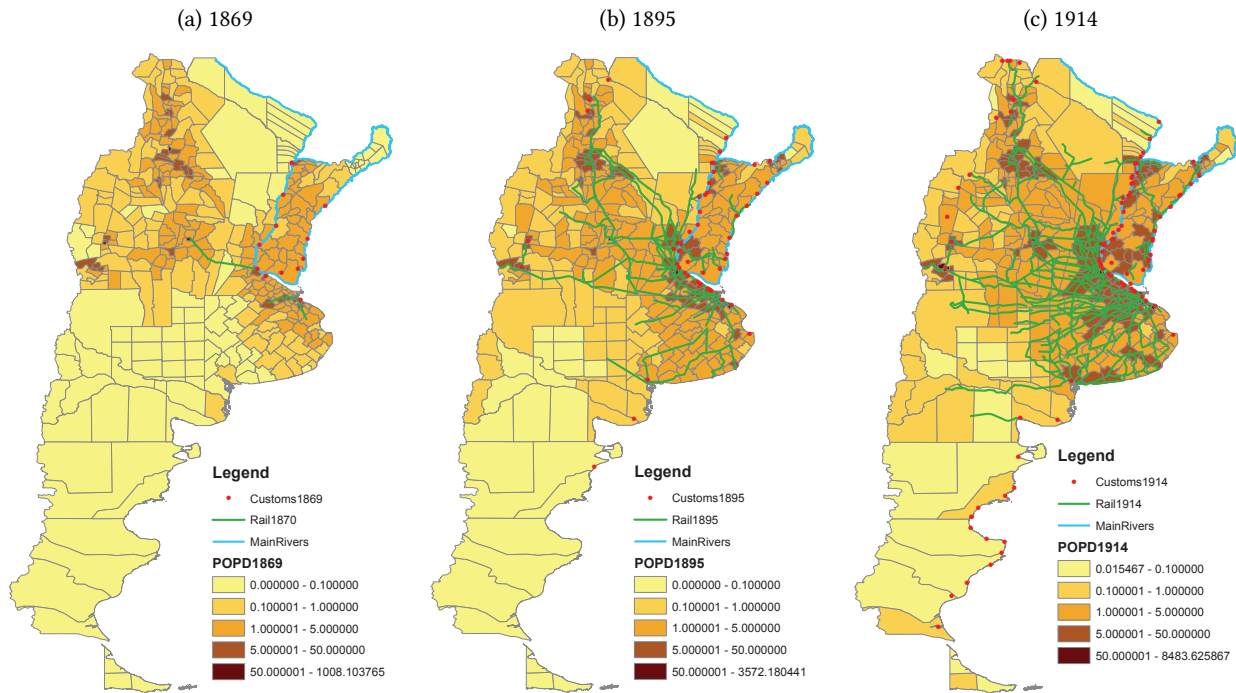 (a) 1869
(b) 1895
(c) 1914
Legend
Customs1869
Rail1870
MainRivers
POPD1869
0.000000 - 0.100000
0.100001 - 1.000000
1.000001 - 5.000000
5.000001 - 50.000000
50.000001 - 1008.103765
Legend
Customs1895
Rail1895
MainRivers
POPD1895
0.000000 - 0.100000
0.100001 - 1.000000
1.000001 - 5.000000
5.000001 - 50.000000
50.000001 - 3572.180441
Legend
Customs1914
Rail1914
MainRivers
POPD1914
0.015467 - 0.100000
0.100001 - 1.000000
1.000001 - 5.000000
5.000001 - 50.000000
50.000001 - 8483.625867